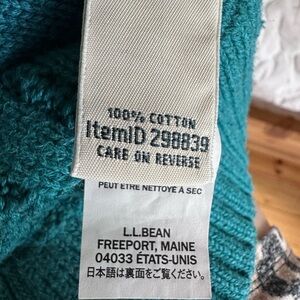 100% COTTON
ItemID 298839
CARE ON REVERSE
PEUT ETRE NETTOYÉ A SEC
L.L.BEAN
FREEPORT, MAINE
04033 ÉTATS-UNIS
日本語は裏面をご覧ください。